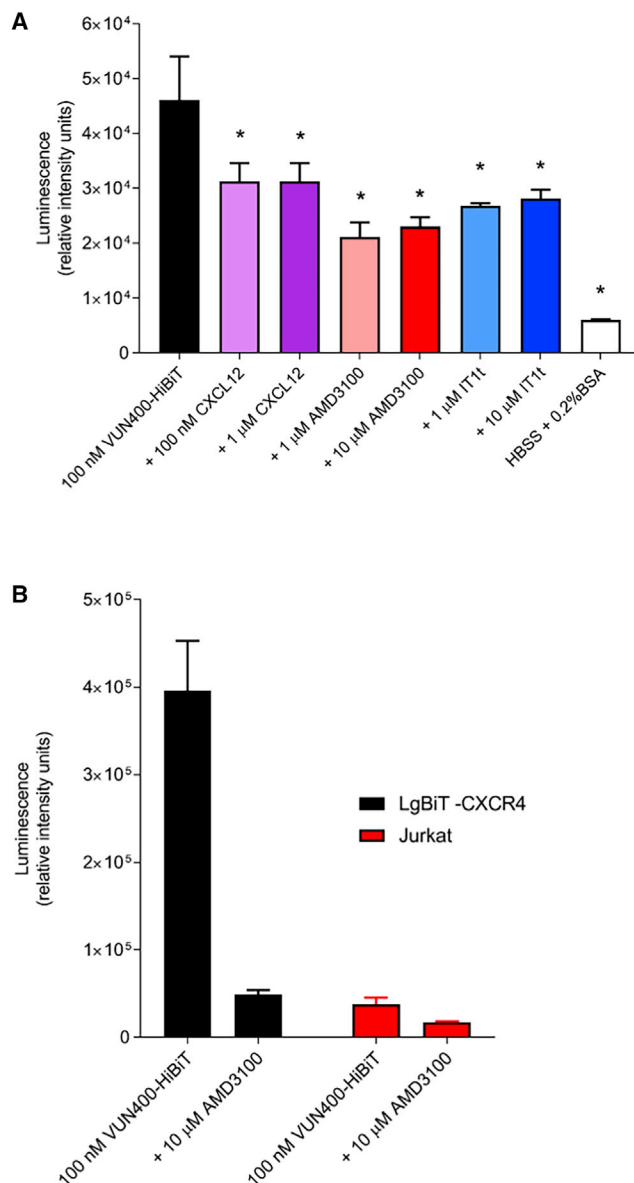 A
6×10⁴
5×10⁴
4×10⁴
3×10⁴
2×10⁴
1×10⁴
0
Luminescence
(relative intensity units)
* * * * * * *
100 nM VUN400-HiBiT
+ 100 nM CXCL12
+ 1 μM CXCL12
+ 1 μM AMD3100
+ 10 μM AMD3100
+ 1 μM IT1t
+ 10 μM IT1t
HBSS + 0.2%BSA
B
5×10⁵
4×10⁵
3×10⁵
2×10⁵
1×10⁵
0
Luminescence
(relative intensity units)
LgBiT -CXCR4
Jurkat
100 nM VUN400-HiBiT
+ 10 μM AMD3100
100 nM VUN400-HiBiT
+ 10 μM AMD3100